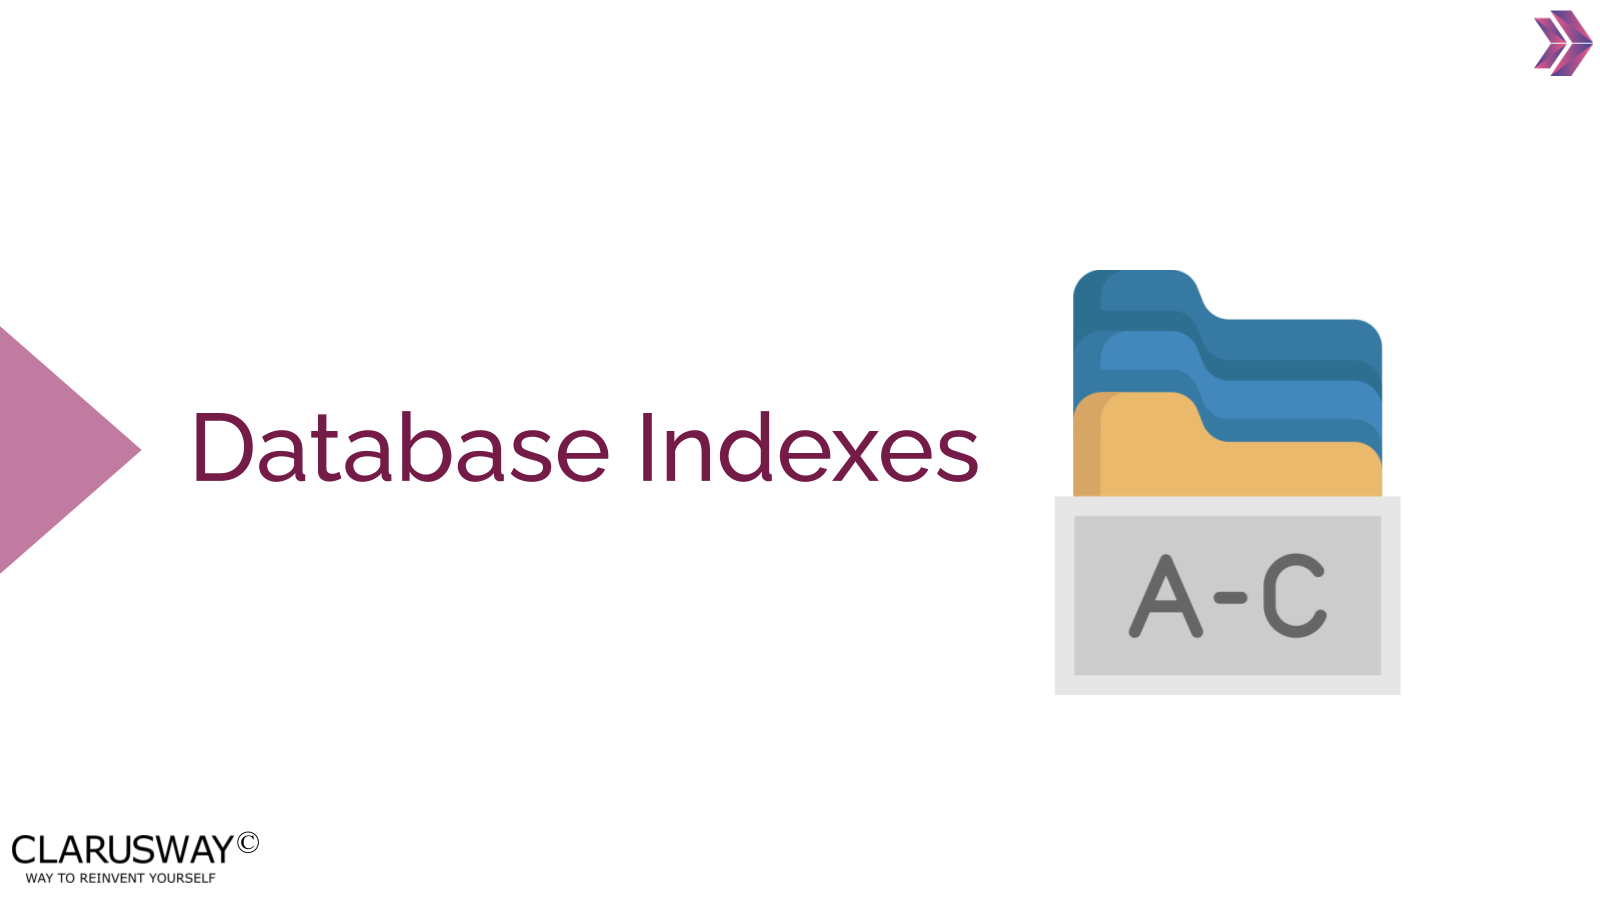 Database Indexes
A-C
CLARUSWAY©
WAY TO REINVENT YOURSELF